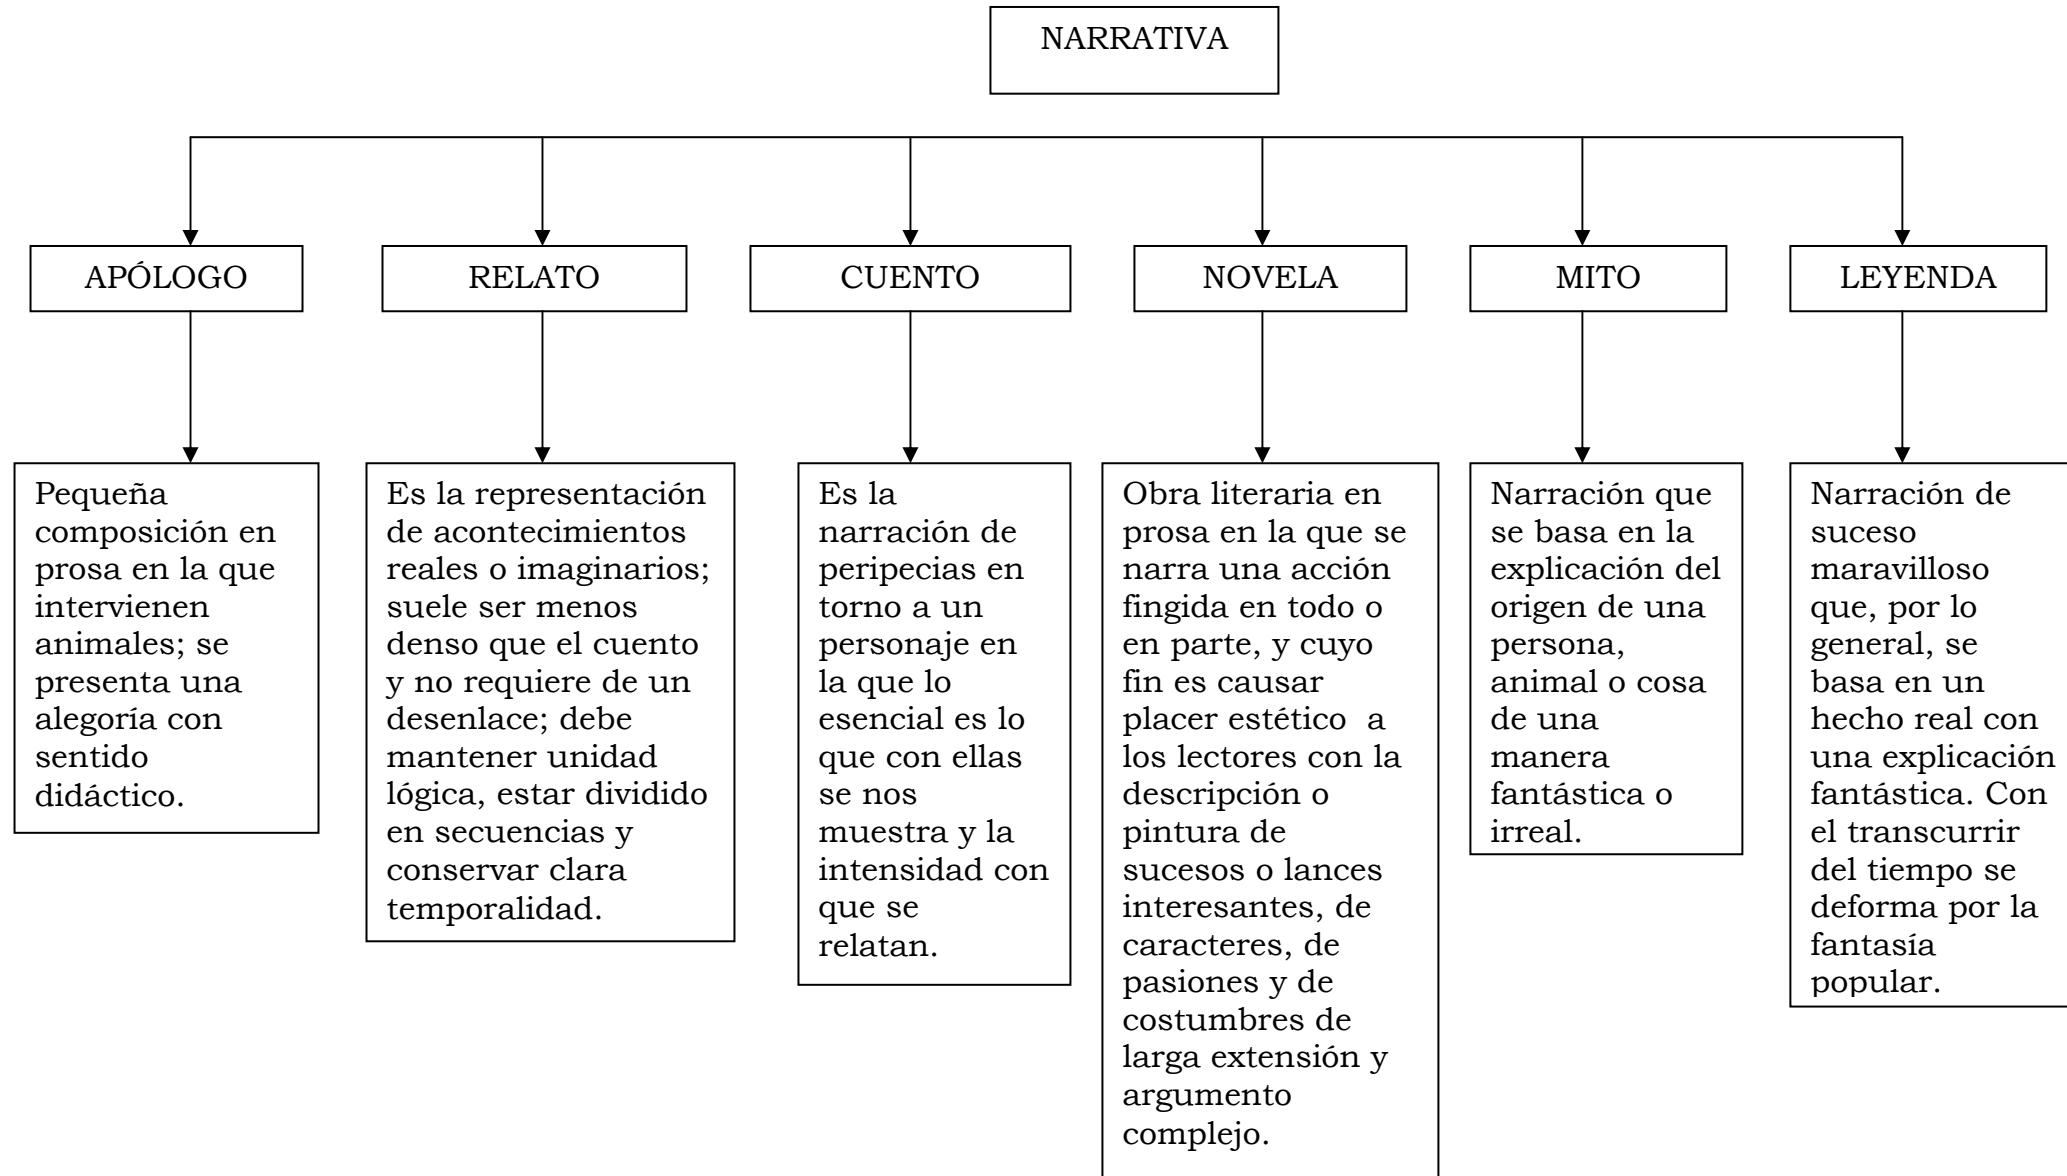 NARRATIVA
APÓLOGO
RELATO
CUENTO
NOVELA
MITO
LEYENDA
Pequeña
composición en
prosa en la que
intervienen
animales; se
presenta una
alegoría con
sentido
didáctico.
Es la representación
de acontecimientos
reales o imaginarios;
suele ser menos
denso que el cuento
y no requiere de un
desenlace; debe
mantener unidad
lógica, estar dividido
en secuencias y
conservar clara
temporalidad.
Es la
narración de
peripecias en
torno a un
personaje en
la que lo
esencial es lo
que con ellas
se nos
muestra y la
intensidad con
que se
relatan.
Obra literaria en
prosa en la que se
narra una acción
fingida en todo o
en parte, y cuyo
fin es causar
placer estético  a
los lectores con la
descripción o
pintura de
sucesos o lances
interesantes, de
caracteres, de
pasiones y de
costumbres de
larga extensión y
argumento
complejo.
Narración que
se basa en la
explicación del
origen de una
persona,
animal o cosa
de una
manera
fantástica o
irreal.
Narración de
suceso
maravilloso
que, por lo
general, se
basa en un
hecho real con
una explicación
fantástica. Con
el transcurrir
del tiempo se
deforma por la
fantasía
popular.